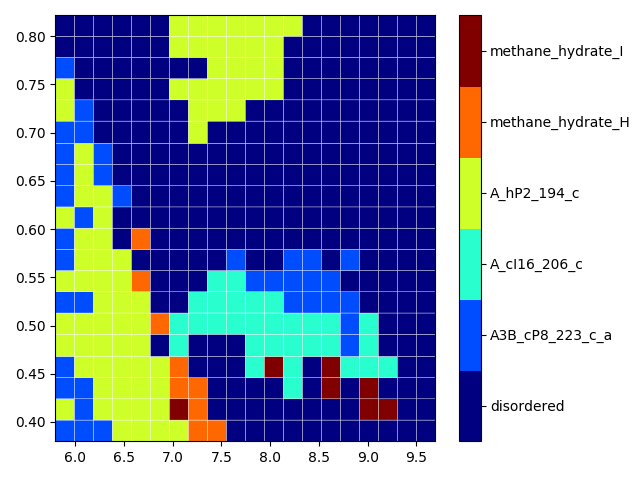 0.80
0.75
0.70
0.65
0.60
0.55
0.50
0.45
0.40
6.0 6.5 7.0 7.5 8.0 8.5 9.0 9.5
methane_hydrate_I
methane_hydrate_H
A_hP2_194_c
A_cI16_206_c
A3B_cP8_223_c_a
disordered